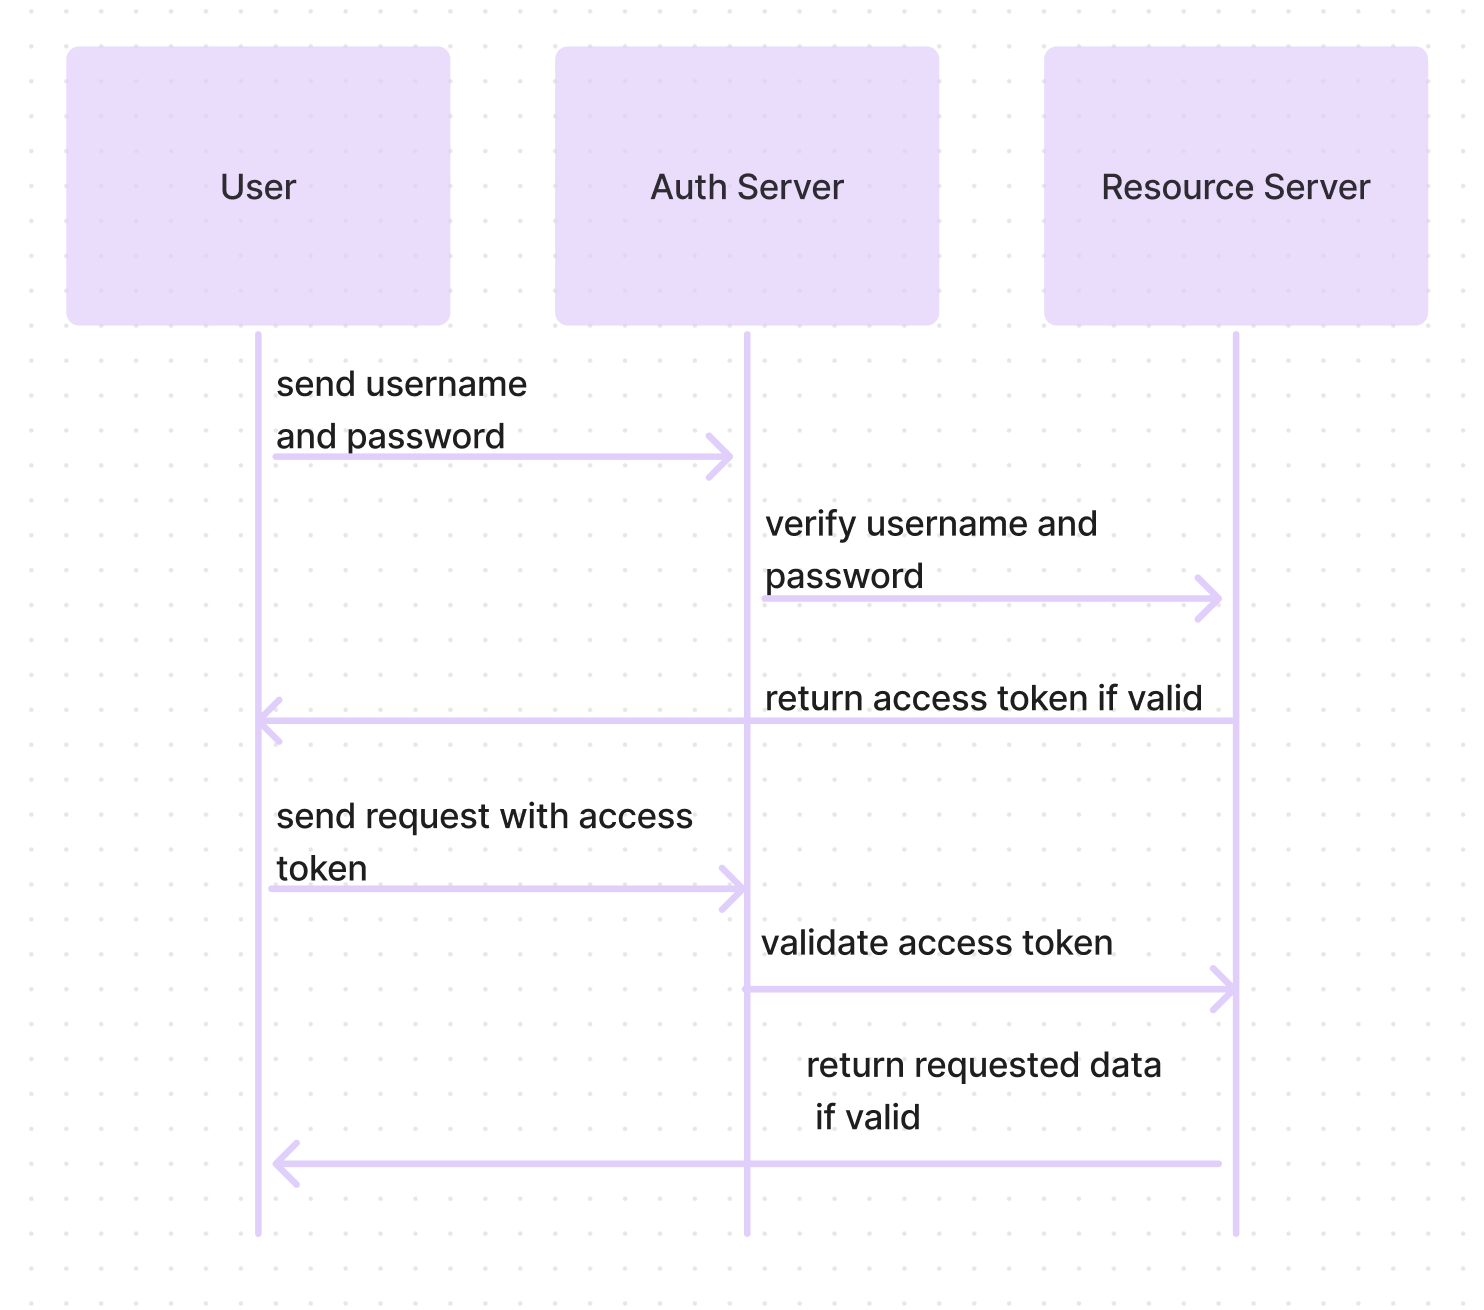 User
Auth Server
Resource Server
send username
and password
verify username and
password
return access token if valid
send request with access
token
validate access token
return requested data
if valid